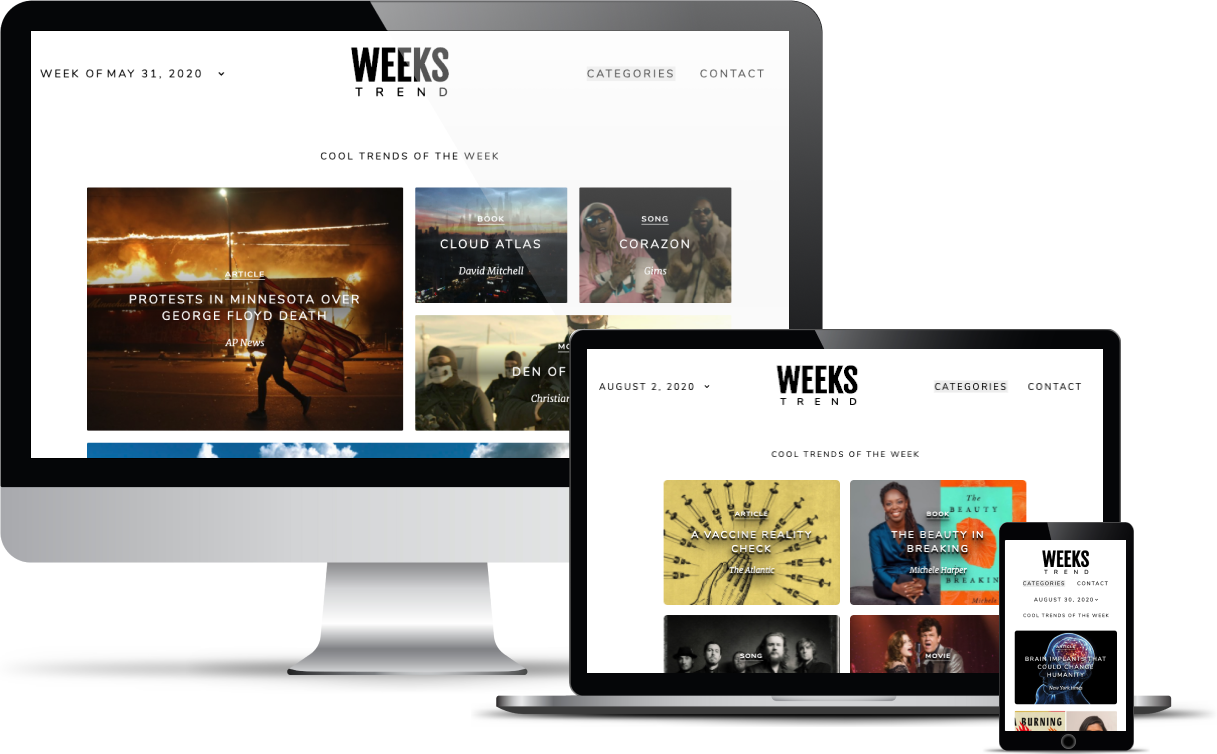 WEEK OF MAY 31, 2020
WEEKS
TREND
CATEGORIES
CONTACT
COOL TRENDS OF THE WEEK
ARTICLE
PROTESTS IN MINNESOTA OVER
GEORGE FLOYD DEATH
AP News
BOOK
CLOUD ATLAS
David Mitchell
SONG
CORAZON
Gims
MO
DEN OF
Christian
AUGUST 2, 2020
WEEKS
TREND
CATEGORIES
CONTACT
COOL TRENDS OF THE WEEK
ARTICLE
A VACCINE REALITY
CHECK
The Atlantic
The
BEAUTY
BREAKIN
Michele
BOOK
THE BEAUTY IN
BREAKING
Michele Harper
SONG
MOVIE
WEEKS
TREND
CATEGORIES
CONTACT
AUGUST 30, 2020
COOL TRENDS OF THE WEEK
ARTICLE
BRAIN IMPLANTS THAT
COULD CHANGE
HUMANITY
New York Times
A BURNING